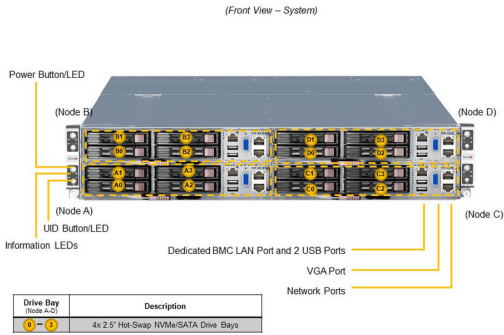 (Front View – System)
Power Button/LED
(Node B)
(Node D)
B1
B3
D1
D3
B0
B2
D0
D2
A1
A3
C1
C3
A0
A2
C0
C2
(Node A)
(Node C)
UID Button/LED
Information LEDs
Dedicated BMC LAN Port and 2 USB Ports
VGA Port
Network Ports
Drive Bay
(Node A-D)
Description
0 – 3
4x 2.5" Hot-Swap NVMe/SATA Drive Bays